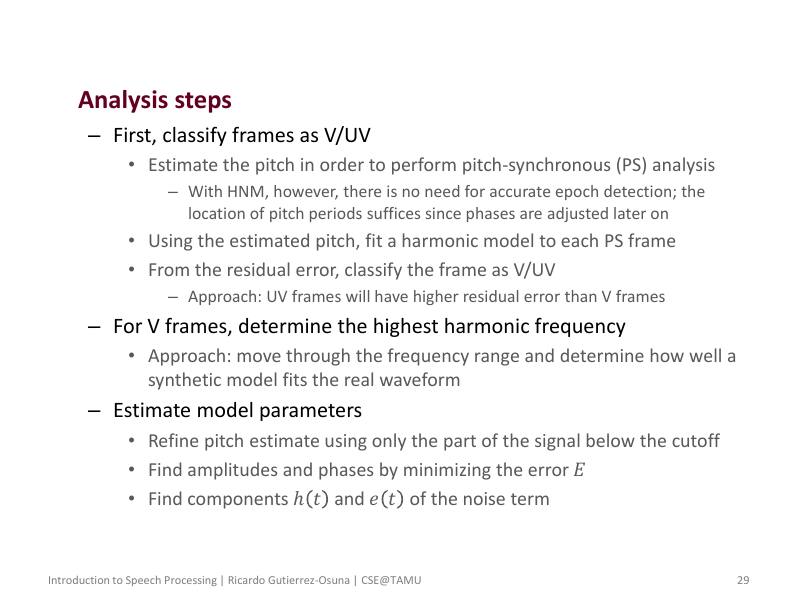 Analysis steps
– First, classify frames as V/UV
• Estimate the pitch in order to perform pitch-synchronous (PS) analysis
– With HNM, however, there is no need for accurate epoch detection; the
location of pitch periods suffices since phases are adjusted later on
• Using the estimated pitch, fit a harmonic model to each PS frame
• From the residual error, classify the frame as V/UV
– Approach: UV frames will have higher residual error than V frames
– For V frames, determine the highest harmonic frequency
• Approach: move through the frequency range and determine how well a
synthetic model fits the real waveform
– Estimate model parameters
• Refine pitch estimate using only the part of the signal below the cutoff
• Find amplitudes and phases by minimizing the error E
• Find components h(t) and e(t) of the noise term
Introduction to Speech Processing | Ricardo Gutierrez-Osuna | CSE@TAMU 29